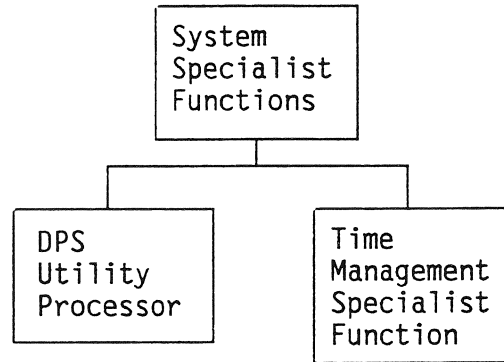 System
Specialist
Functions
DPS
Utility
Processor
Time
Management
Specialist
Function